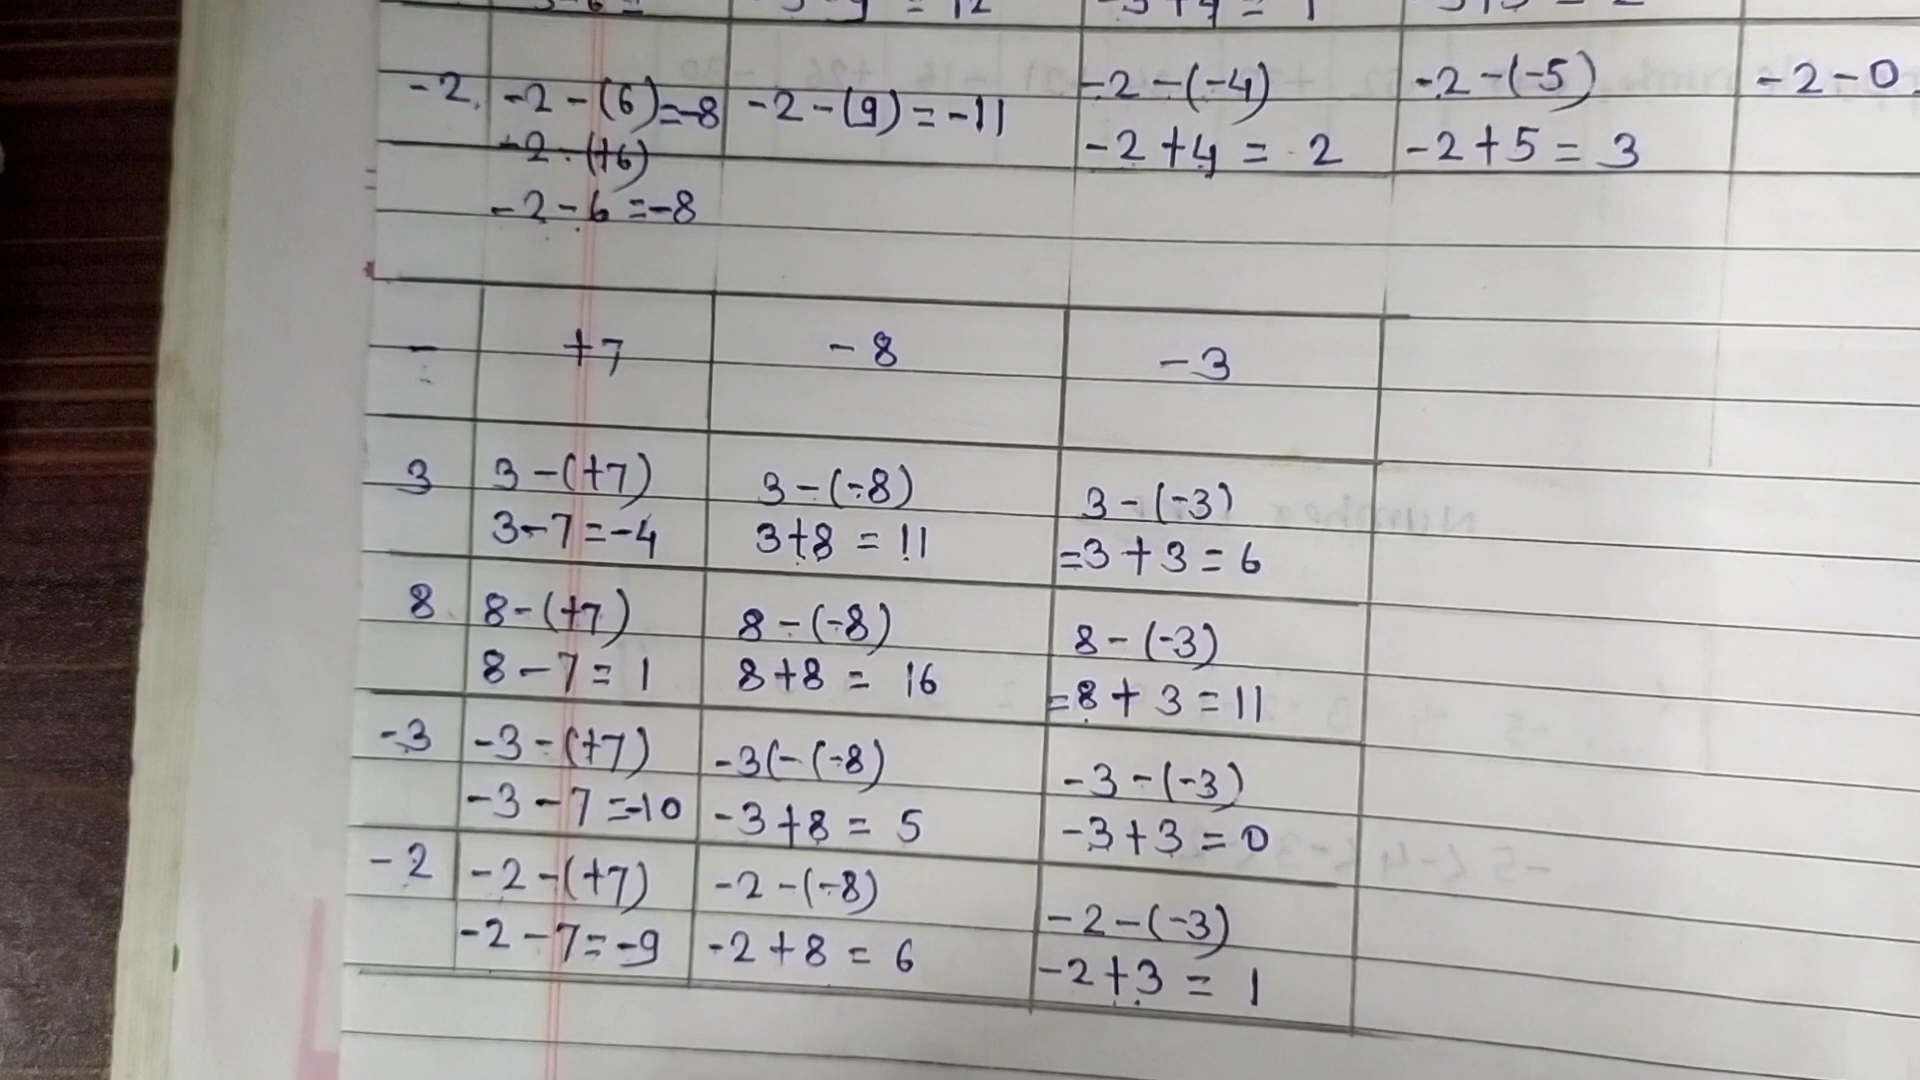 -2 -2-(6)=-8 -2-(9)=-11 -2-(-4) -2-(-5) -2-0
-2-(+6) -2+4 = 2 -2+5 = 3
-2-6=-8
- +7 -8 -3
3 3-(+7) 3-(-8) 3-(-3)
3-7=-4 3+8 = 11 =3+3=6
8 8-(+7) 8-(-8) 8-(-3)
8-7=1 8+8 = 16 =8+3=11
-3 -3-(+7) -3(-(-8) -3-(-3)
-3-7=-10 -3+8 = 5 -3+3=0
-2 -2-(+7) -2-(-8) -2-(-3)
-2-7=-9 -2+8 = 6 -2+3 = 1